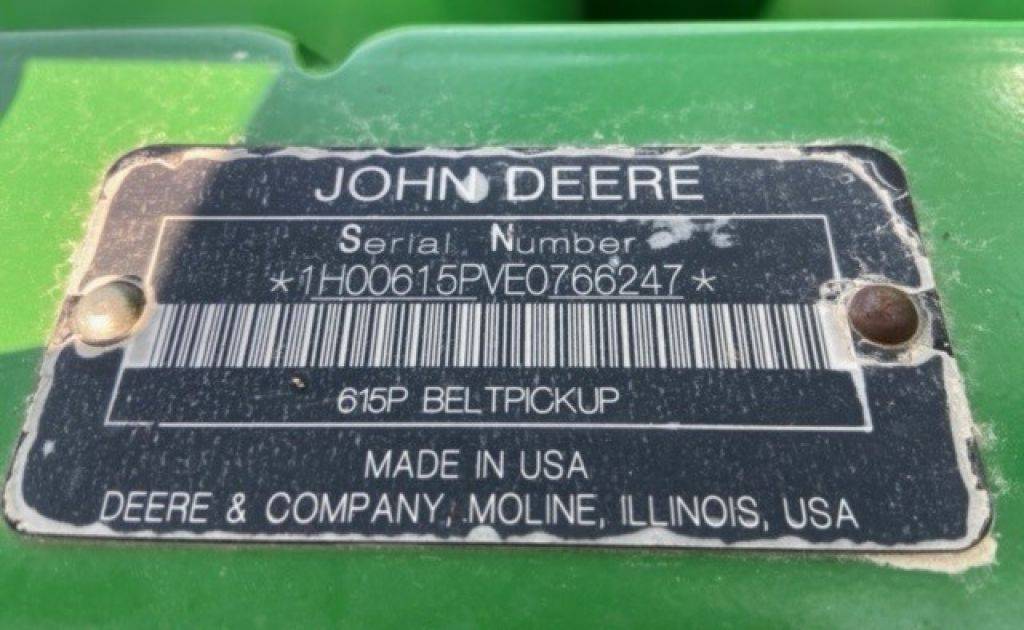 JOHN DEERE
Serial Number
*1H00615PVE0766247*
615P BELTPICKUP
MADE IN USA
DEERE & COMPANY, MOLINE, ILLINOIS, USA